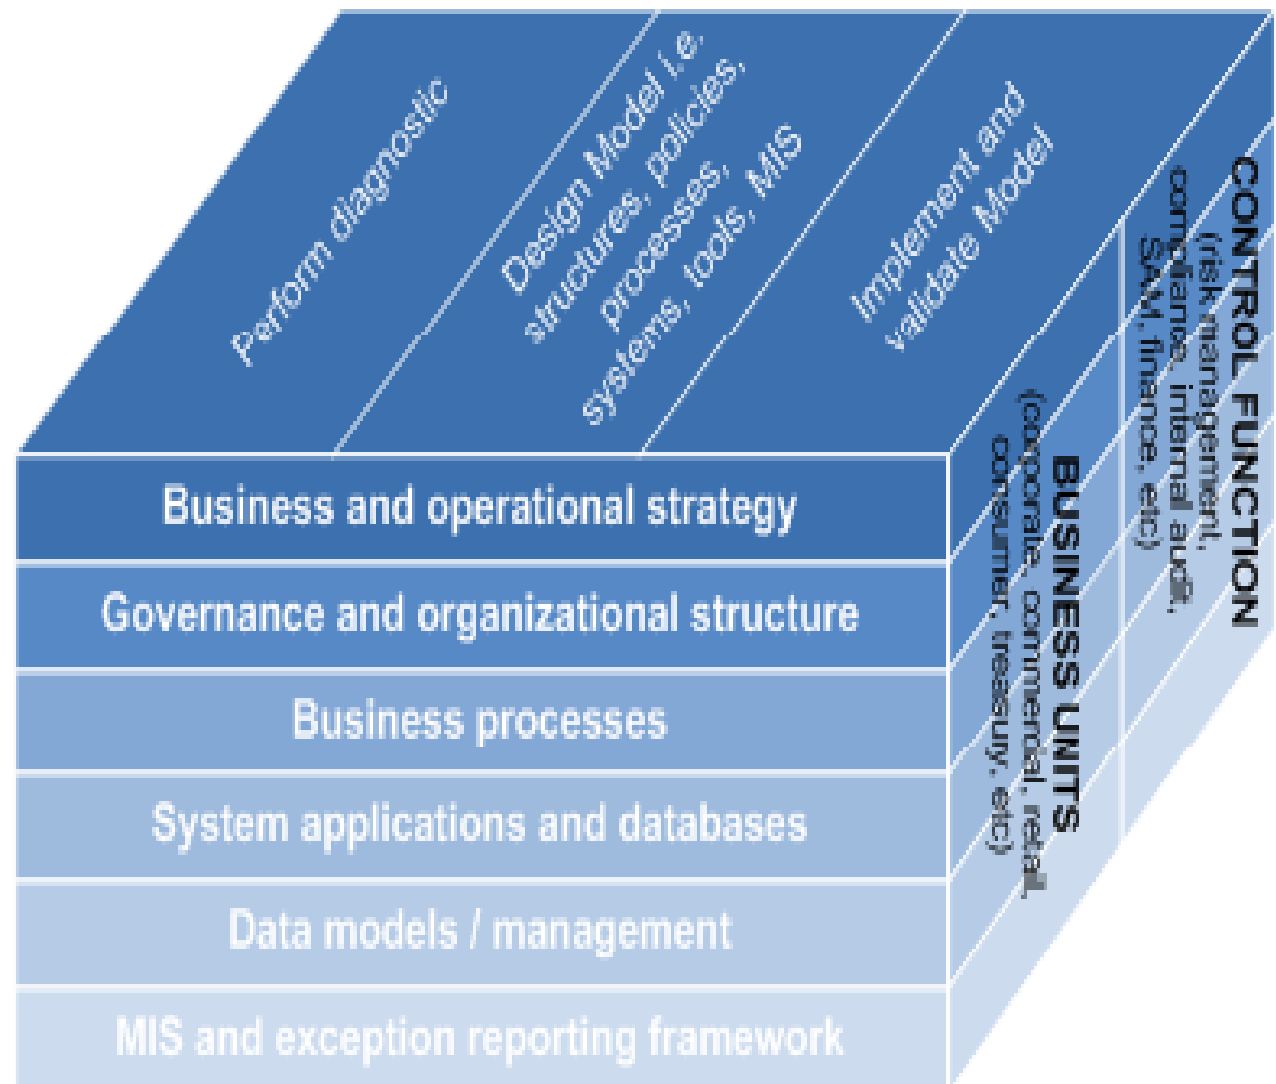 Perform diagnostic
Design Model i.e.
structures, policies,
processes,
systems, tools, MIS
Implement and
validate Model
Business and operational strategy
Governance and organizational structure
Business processes
System applications and databases
Data models / management
MIS and exception reporting framework
BUSINESS UNITS
(corporate, commercial, retail,
consumer, treasury, etc)
CONTROL FUNCTION
(risk management,
compliance, internal audit,
SAM, finance, etc)